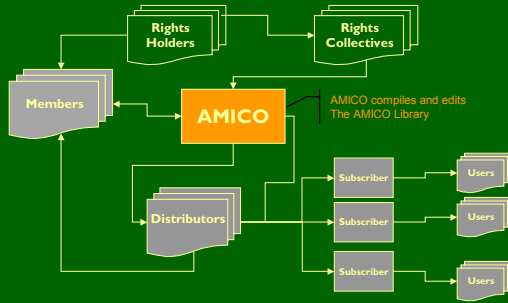 Rights
Holders
Rights
Collectives
Members
AMICO
AMICO compiles and edits
The AMICO Library
Distributors
Subscriber
Users
Subscriber
Users
Subscriber
Users